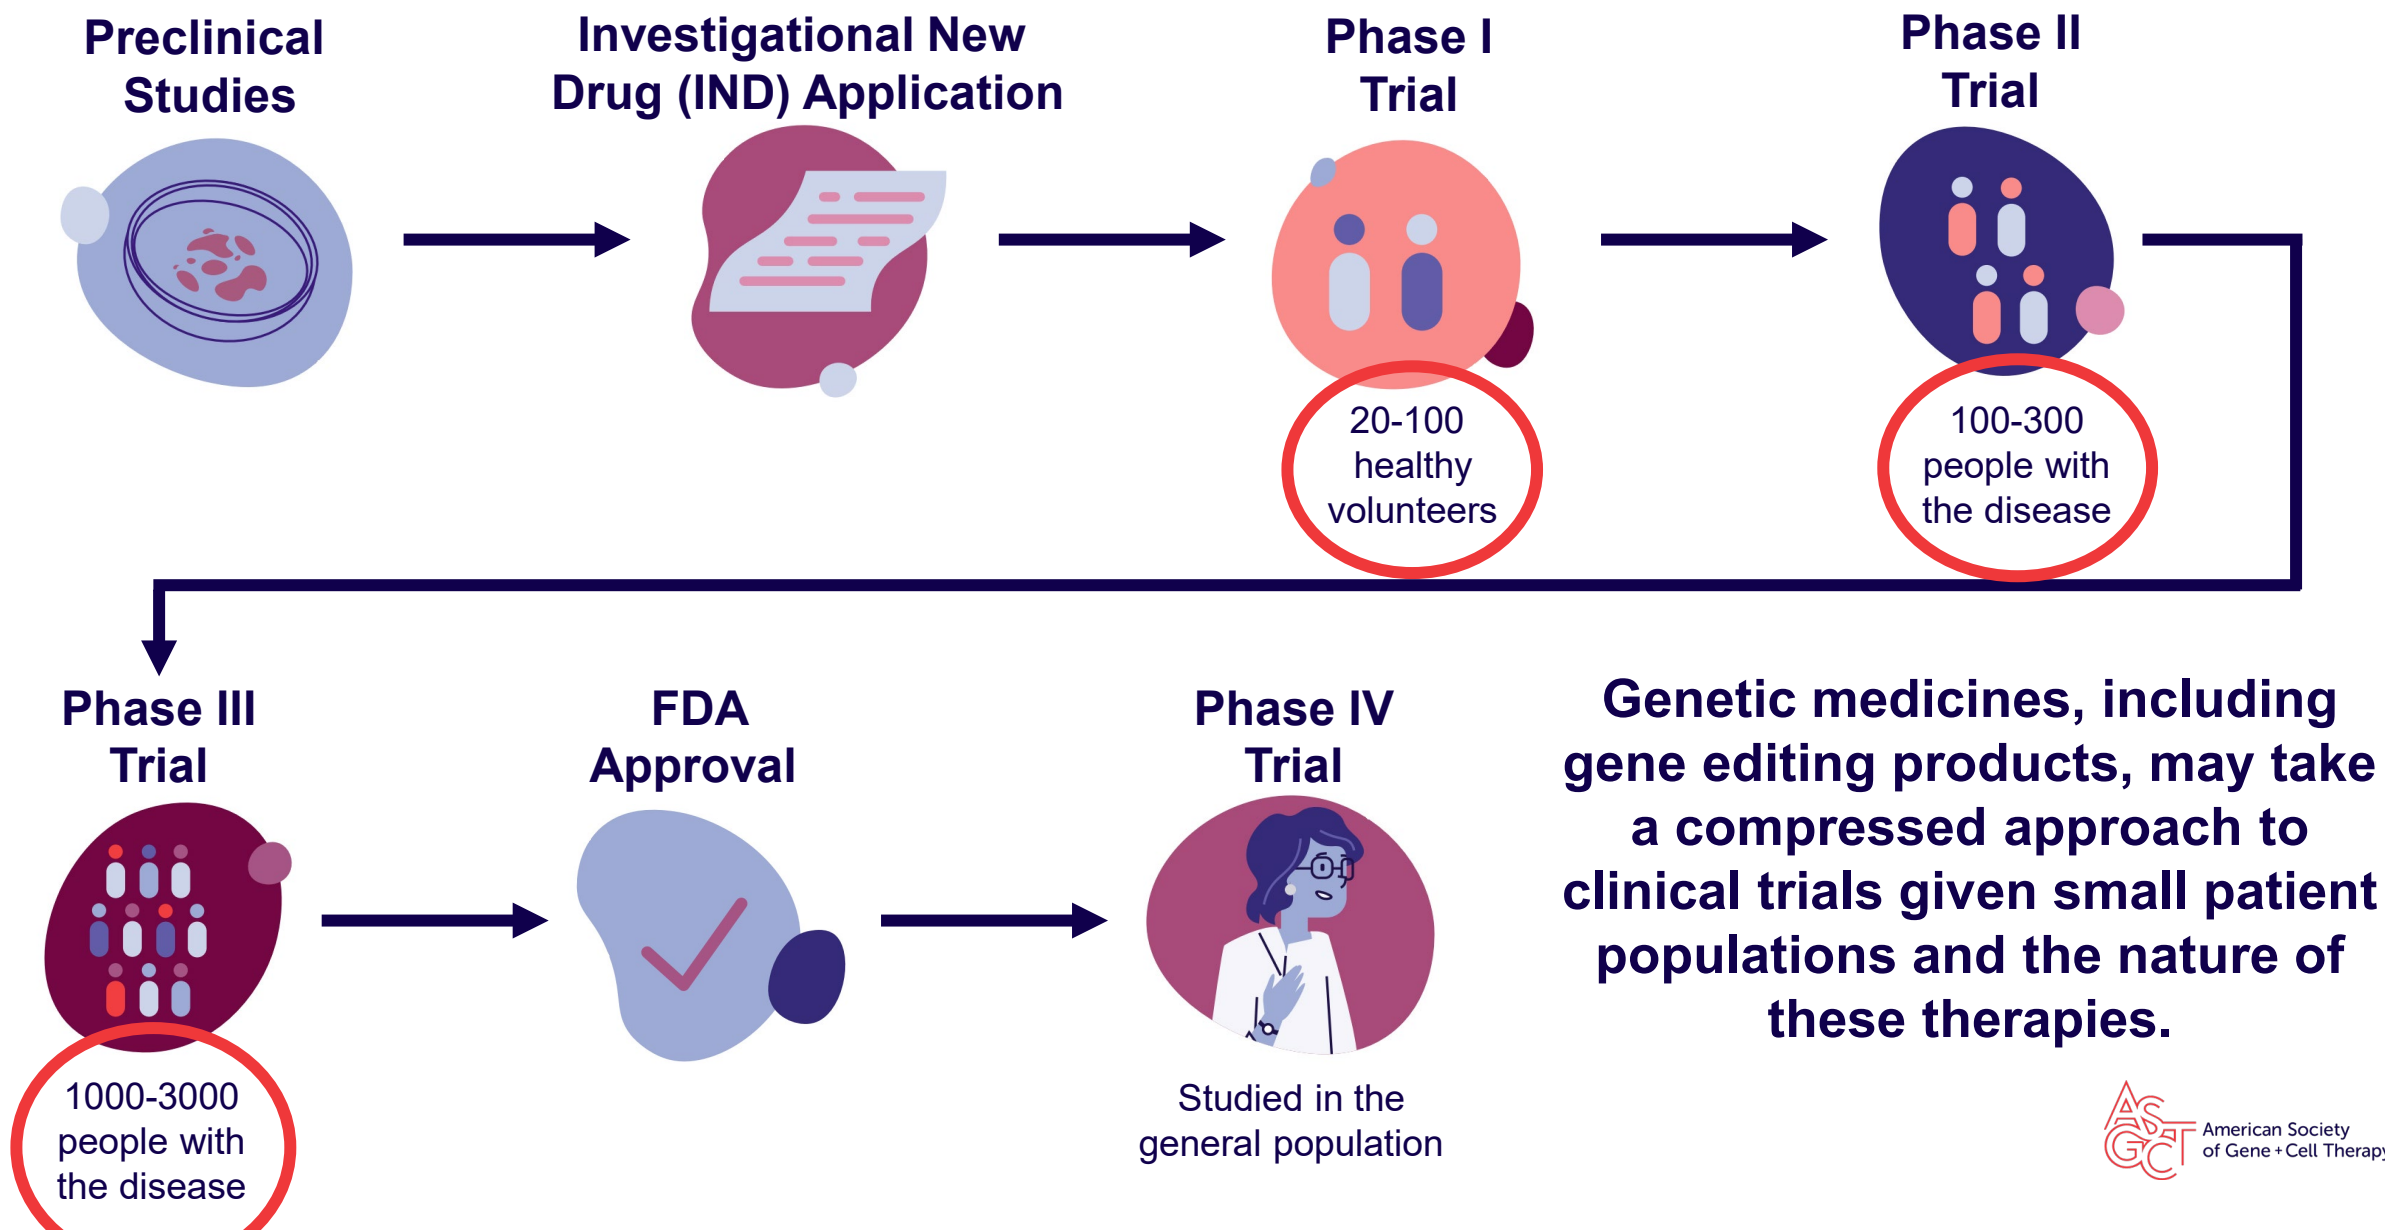 Preclinical
Studies
Investigational New
Drug (IND) Application
Phase I
Trial
Phase II
Trial
20-100
healthy
volunteers
100-300
people with
the disease
Phase III
Trial
FDA
Approval
Phase IV
Trial
1000-3000
people with
the disease
Studied in the
general population
Genetic medicines, including
gene editing products, may take
a compressed approach to
clinical trials given small patient
populations and the nature of
these therapies.
ASGCT
American Society
of Gene + Cell Therapy